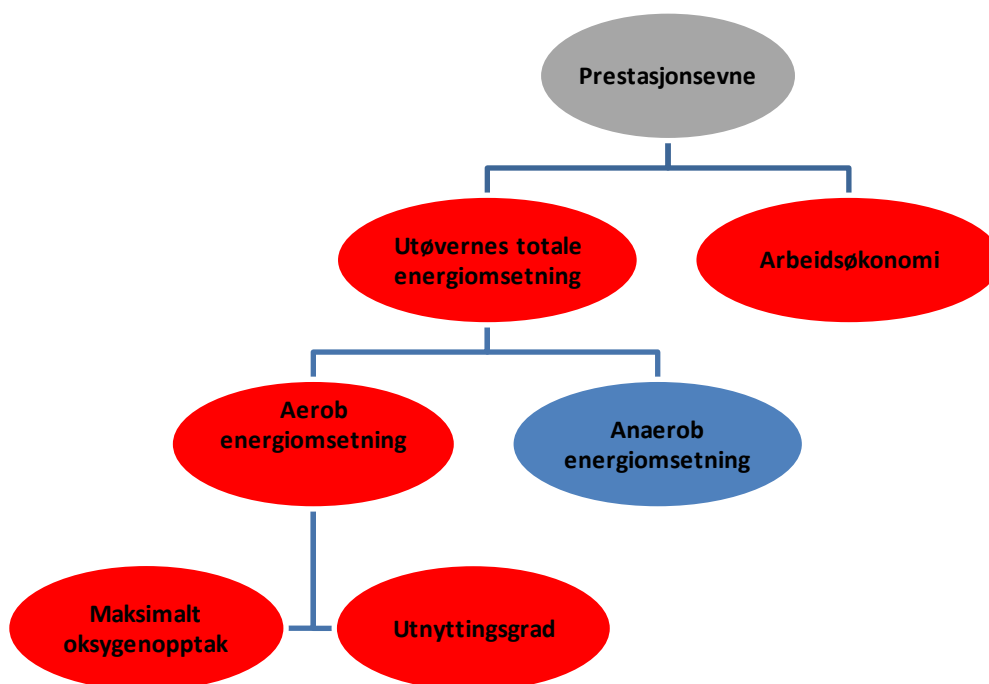 Prestasjonsevne
Utøvernes totale
energiomsetning
Arbeidsøkonomi
Aerob
energiomsetning
Anaerob
energiomsetning
Maksimalt
oksygenopptak
Utnyttingsgrad